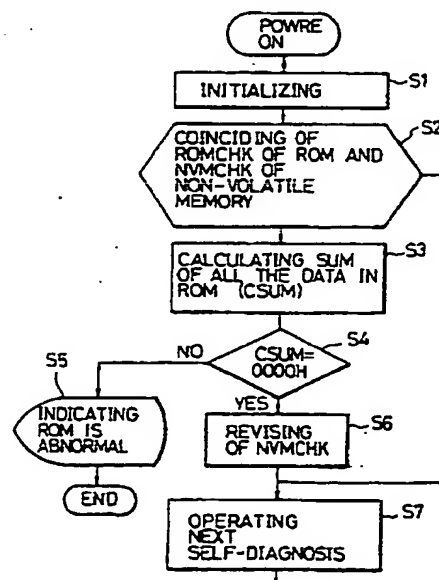 POWRE
ON
S1
INITIALIZING
S2
COINCIDING OF
ROMCHK OF ROM AND
NVMCHK OF
NON-VOLATILE
MEMORY
S3
CALCULATING SUM
OF ALL THE DATA IN
ROM (CSUM)
S4
NO
CSUM=
0000H
S5
YES
S6
INDICATING
ROM IS
ABNORMAL
REVISING
OF NVMCHK
END
S7
OPERATING
NEXT
SELF-DIAGNOSIS